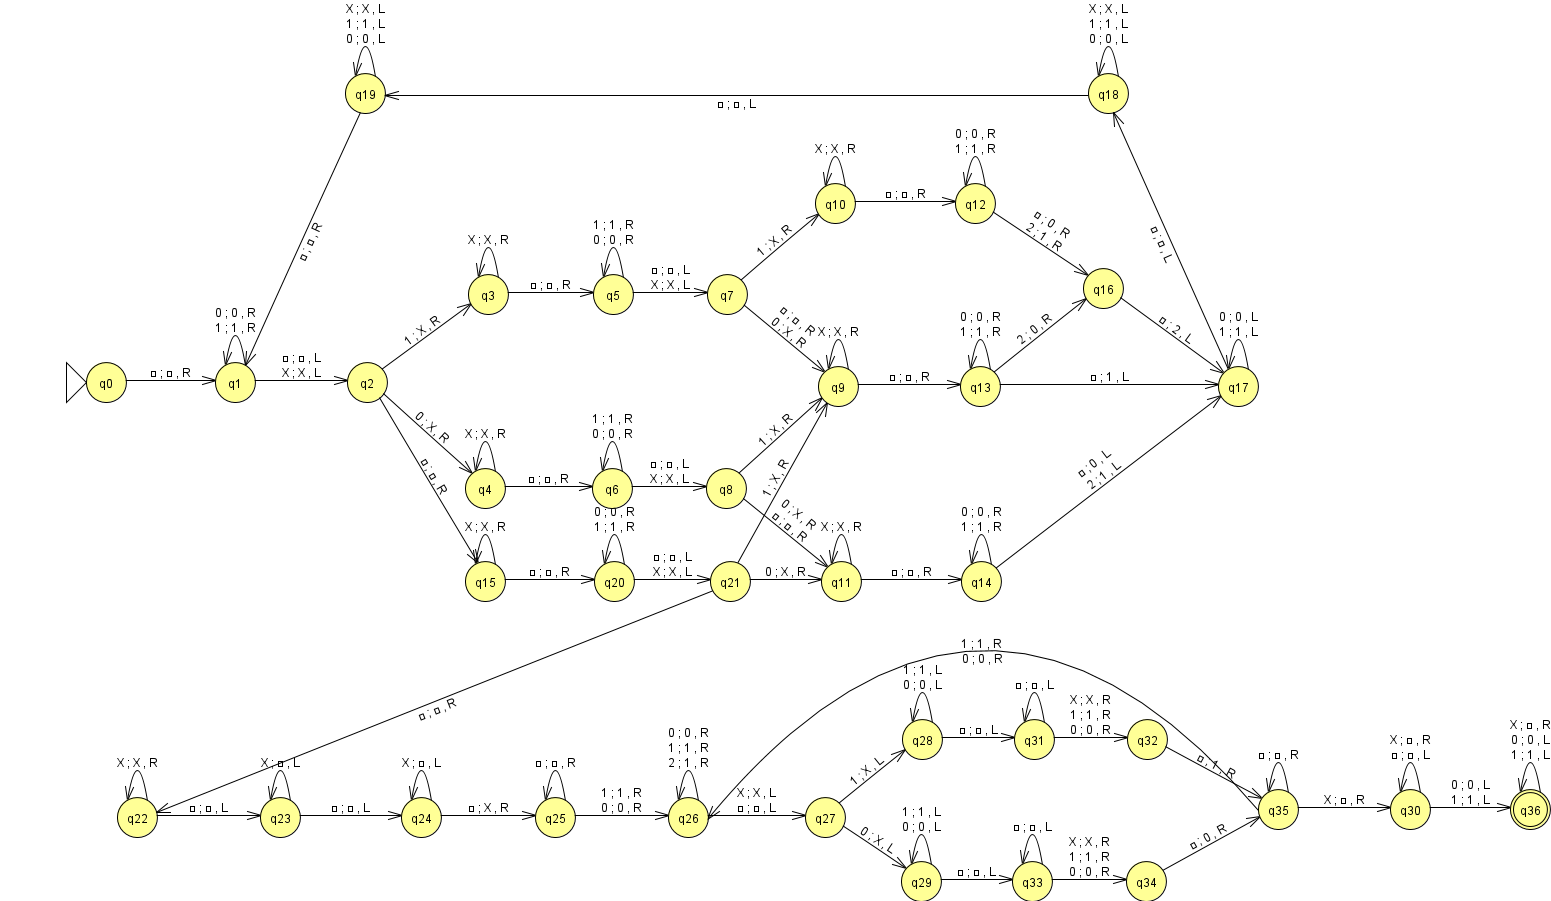 X ; X , L
1 ; 1 , L
0 ; 0 , L
X ; X , L
1 ; 1 , L
0 ; 0 , L
q19
q18
□ ; □ , L
0 ; 0 , R
1 ; 1 , R
X ; X , R
q10
□ ; □ , R
q12
□ ; 0 , R
2 ; 1 , R
□ ; □ , L
□ ; □ , R
1 ; X , R
X ; X , R
1 ; 1 , R
0 ; 0 , R
q3
□ ; □ , R
q5
□ ; □ , L
X ; X , L
q7
q16
0 ; 0 , R
1 ; 1 , R
1 ; X , R
□ ; □ , R
0 ; X , R
X ; X , R
0 ; 0 , R
1 ; 1 , R
2 ; 0 , R
□ ; 2 , L
0 ; 0 , L
1 ; 1 , L
q0
□ ; □ , R
q1
□ ; □ , L
X ; X , L
q2
q9
□ ; □ , R
q13
□ ; 1 , L
q17
0 ; X , R
X ; X , R
1 ; 1 , R
0 ; 0 , R
1 ; X , R
□ ; □ , R
q4
□ ; □ , R
q6
□ ; □ , L
X ; X , L
q8
1 ; X , R
□ ; 0 , L
2 ; 1 , L
X ; X , R
0 ; 0 , R
1 ; 1 , R
0 ; X , R
□ ; □ , R
X ; X , R
0 ; 0 , R
1 ; 1 , R
q15
□ ; □ , R
q20
□ ; □ , L
X ; X , L
q21
0 ; X , R
q11
□ ; □ , R
q14
□ ; □ , R
1 ; 1 , R
0 ; 0 , R
1 ; 1 , L
0 ; 0 , L
□ ; □ , L
X ; X , R
1 ; 1 , R
0 ; 0 , R
q28
□ ; □ , L
q31
q32
□ ; 1 , R
1 ; X , L
X ; X , R
X ; □ , L
X ; □ , L
□ ; □ , R
0 ; 0 , R
1 ; 1 , R
2 ; 1 , R
□ ; □ , R
X ; □ , R
□ ; □ , L
X ; □ , R
0 ; 0 , L
1 ; 1 , L
q22
□ ; □ , L
q23
□ ; □ , L
q24
□ ; X , R
q25
1 ; 1 , R
0 ; 0 , R
q26
X ; X , L
□ ; □ , L
q27
q35
X ; □ , R
q30
0 ; 0 , L
1 ; 1 , L
q36
0 ; X , L
1 ; 1 , L
0 ; 0 , L
□ ; □ , L
X ; X , R
1 ; 1 , R
0 ; 0 , R
□ ; 0 , R
q29
□ ; □ , L
q33
q34